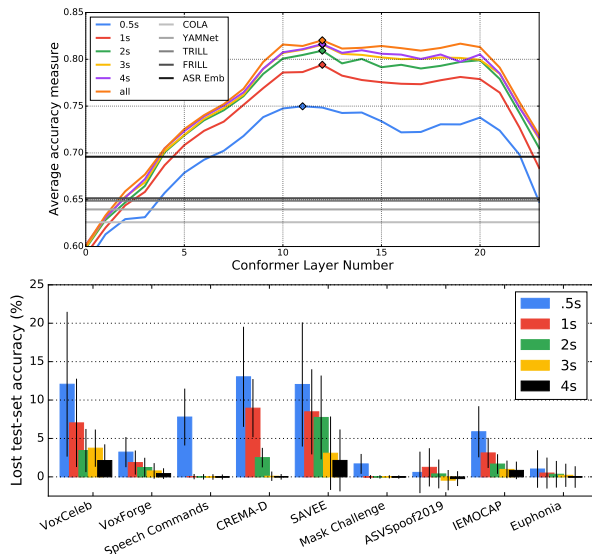 0.85
0.80
0.75
0.70
0.65
0.60
Average accuracy measure
0.5s
1s
2s
3s
4s
all
COLA
YAMNet
TRILL
FRILL
ASR Emb
0
5
10
15
20
Conformer Layer Number
25
20
15
10
5
0
Lost test-set accuracy (%)
.5s
1s
2s
3s
4s
VoxCeleb
VoxForge
Speech Commands
CREMA-D
SAVEE
Mask Challenge
ASVSpoof2019
IEMOCAP
Euphonia